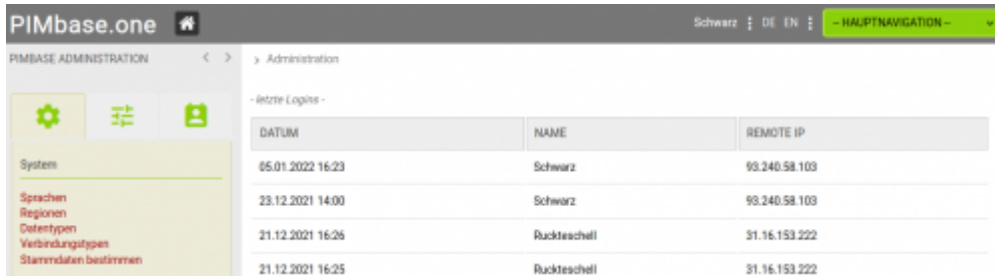 PIMbase.one
Schwarz DE EN -- HAUPTNAVIGATION --
PIMBASE ADMINISTRATION < > > Administration
- letzte Logins -
DATUM NAME REMOTE IP
System
05.01.2022 16:23 Schwarz 93.240.58.103
Sprachen
Regionen
Datentypen
Verbindungstypen
Stammdaten bestimmen
23.12.2021 14:00 Schwarz 93.240.58.103
21.12.2021 16:26 Ruckteschell 31.16.153.222
21.12.2021 16:25 Ruckteschell 31.16.153.222